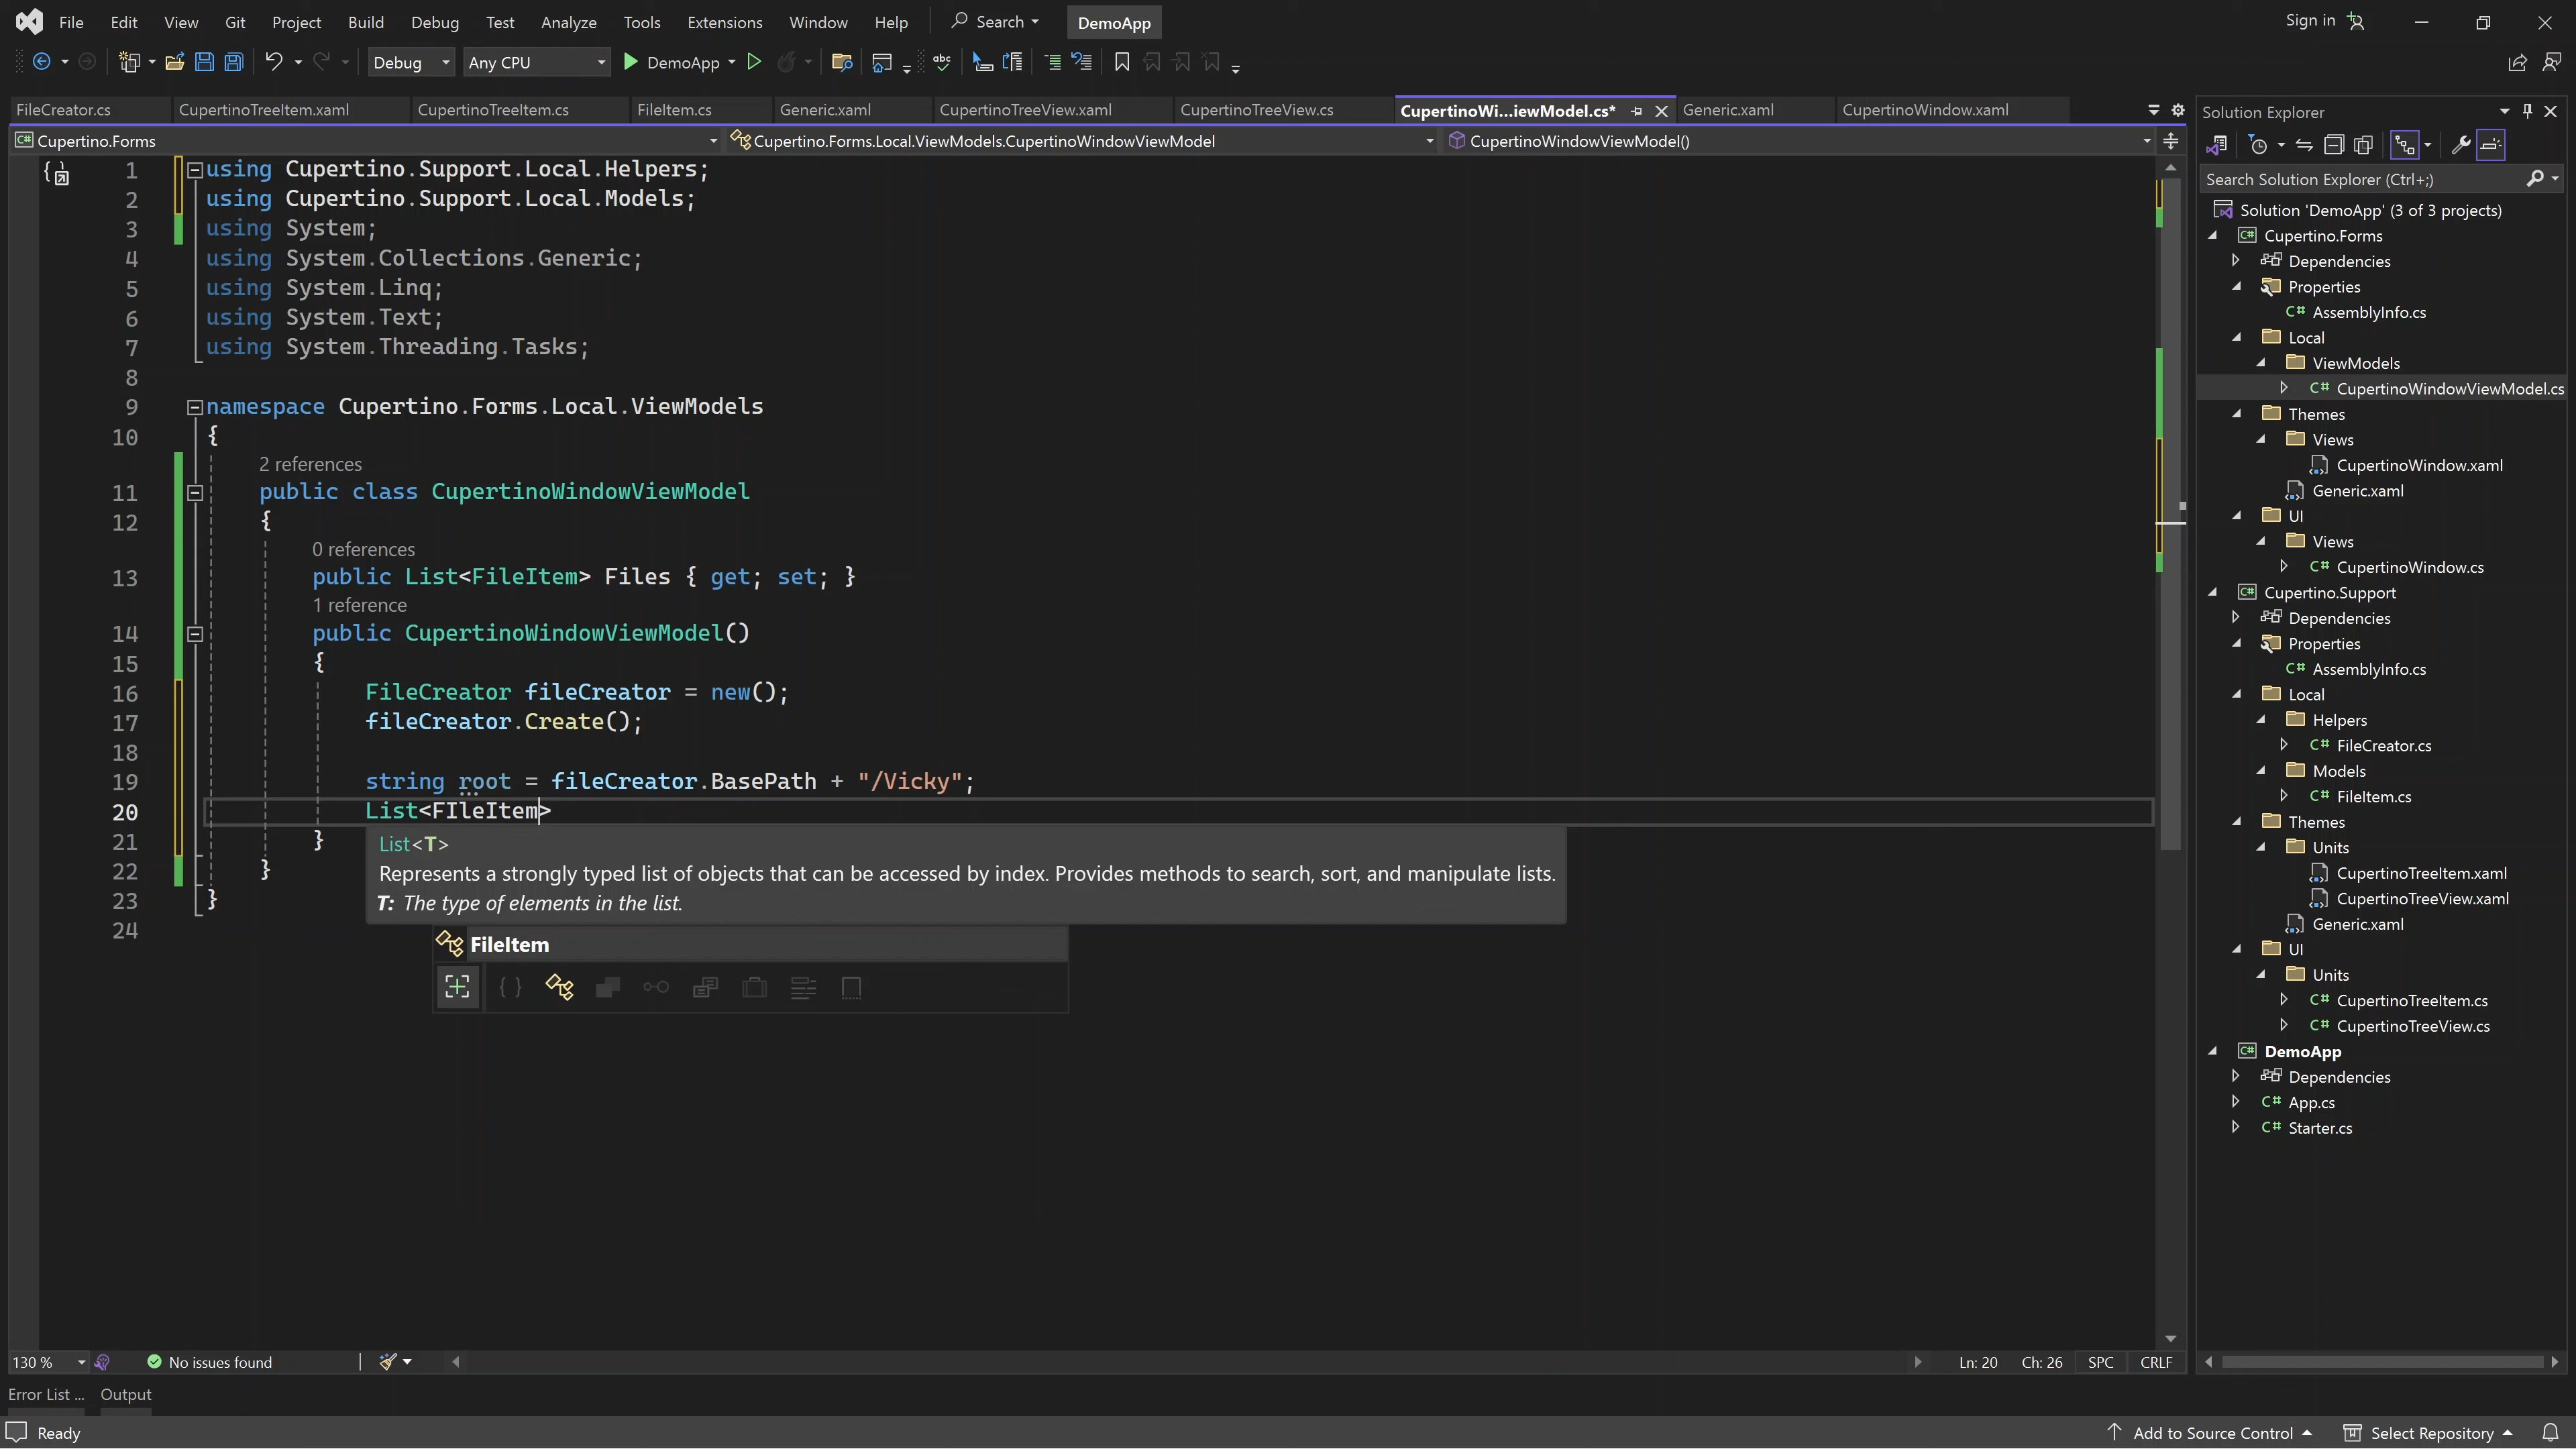 File Edit View Git Project Build Debug Test Analyze Tools Extensions Window Help Search DemoApp Sign in
Debug Any CPU DemoApp
FileCreator.cs CupertinoTreeItem.xaml CupertinoTreeItem.cs FileItem.cs Generic.xaml CupertinoTreeView.xaml CupertinoTreeView.cs CupertinoWi...iewModel.cs* Generic.xaml CupertinoWindow.xaml
Cupertino.Forms Cupertino.Forms.Local.ViewModels.CupertinoWindowViewModel CupertinoWindowViewModel()
1 using Cupertino.Support.Local.Helpers;
2 using Cupertino.Support.Local.Models;
3 using System;
4 using System.Collections.Generic;
5 using System.Linq;
6 using System.Text;
7 using System.Threading.Tasks;
8
9 namespace Cupertino.Forms.Local.ViewModels
10 {
2 references
11 public class CupertinoWindowViewModel
12 {
0 references
13 public List<FileItem> Files { get; set; }
1 reference
14 public CupertinoWindowViewModel()
15 {
16 FileCreator fileCreator = new();
17 fileCreator.Create();
18
19 string root = fileCreator.BasePath + "/Vicky";
20 List<FIleItem>
21 }
22 }
23 }
24
List<T>
Represents a strongly typed list of objects that can be accessed by index. Provides methods to search, sort, and manipulate lists.
T: The type of elements in the list.
FileItem
130 % No issues found Ln: 20 Ch: 26 SPC CRLF
Error List ... Output
Ready Add to Source Control Select Repository
Solution Explorer
Search Solution Explorer (Ctrl+;)
Solution 'DemoApp' (3 of 3 projects)
Cupertino.Forms
Dependencies
Properties
AssemblyInfo.cs
Local
ViewModels
CupertinoWindowViewModel.cs
Themes
Views
CupertinoWindow.xaml
Generic.xaml
UI
Views
CupertinoWindow.cs
Cupertino.Support
Dependencies
Properties
AssemblyInfo.cs
Local
Helpers
FileCreator.cs
Models
FileItem.cs
Themes
Units
CupertinoTreeItem.xaml
CupertinoTreeView.xaml
Generic.xaml
UI
Units
CupertinoTreeItem.cs
CupertinoTreeView.cs
DemoApp
Dependencies
App.cs
Starter.cs